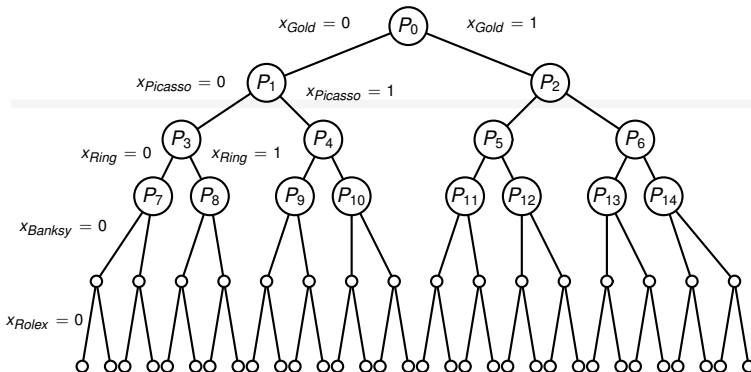 x_Gold = 0 P_0 x_Gold = 1
x_Picasso = 0 P_1 x_Picasso = 1 P_2
x_Ring = 0 P_3 x_Ring = 1 P_4 P_5 P_6
P_7 P_8 P_9 P_10 P_11 P_12 P_13 P_14
x_Banksy = 0
x_Rolex = 0